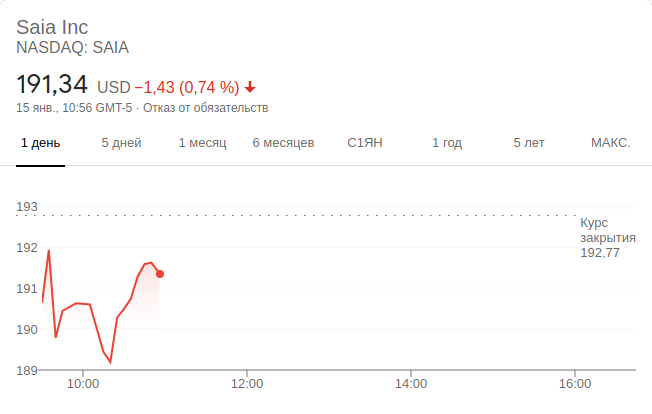 Saia Inc
NASDAQ: SAIA
191,34 USD −1,43 (0,74 %)
15 янв., 10:56 GMT-5 · Отказ от обязательств
1 день 5 дней 1 месяц 6 месяцев С1ЯН 1 год 5 лет МАКС.
193
Курс
закрытия
192,77
192
191
190
189
10:00 12:00 14:00 16:00